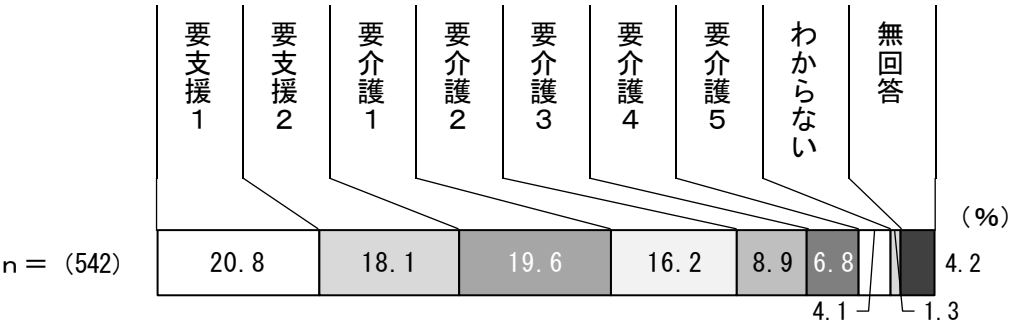 要支援1
要支援2
要介護1
要介護2
要介護3
要介護4
要介護5
わからない
無回答
(%)
n=(542)
20.8
18.1
19.6
16.2
8.9
6.8
4.2
4.1
1.3